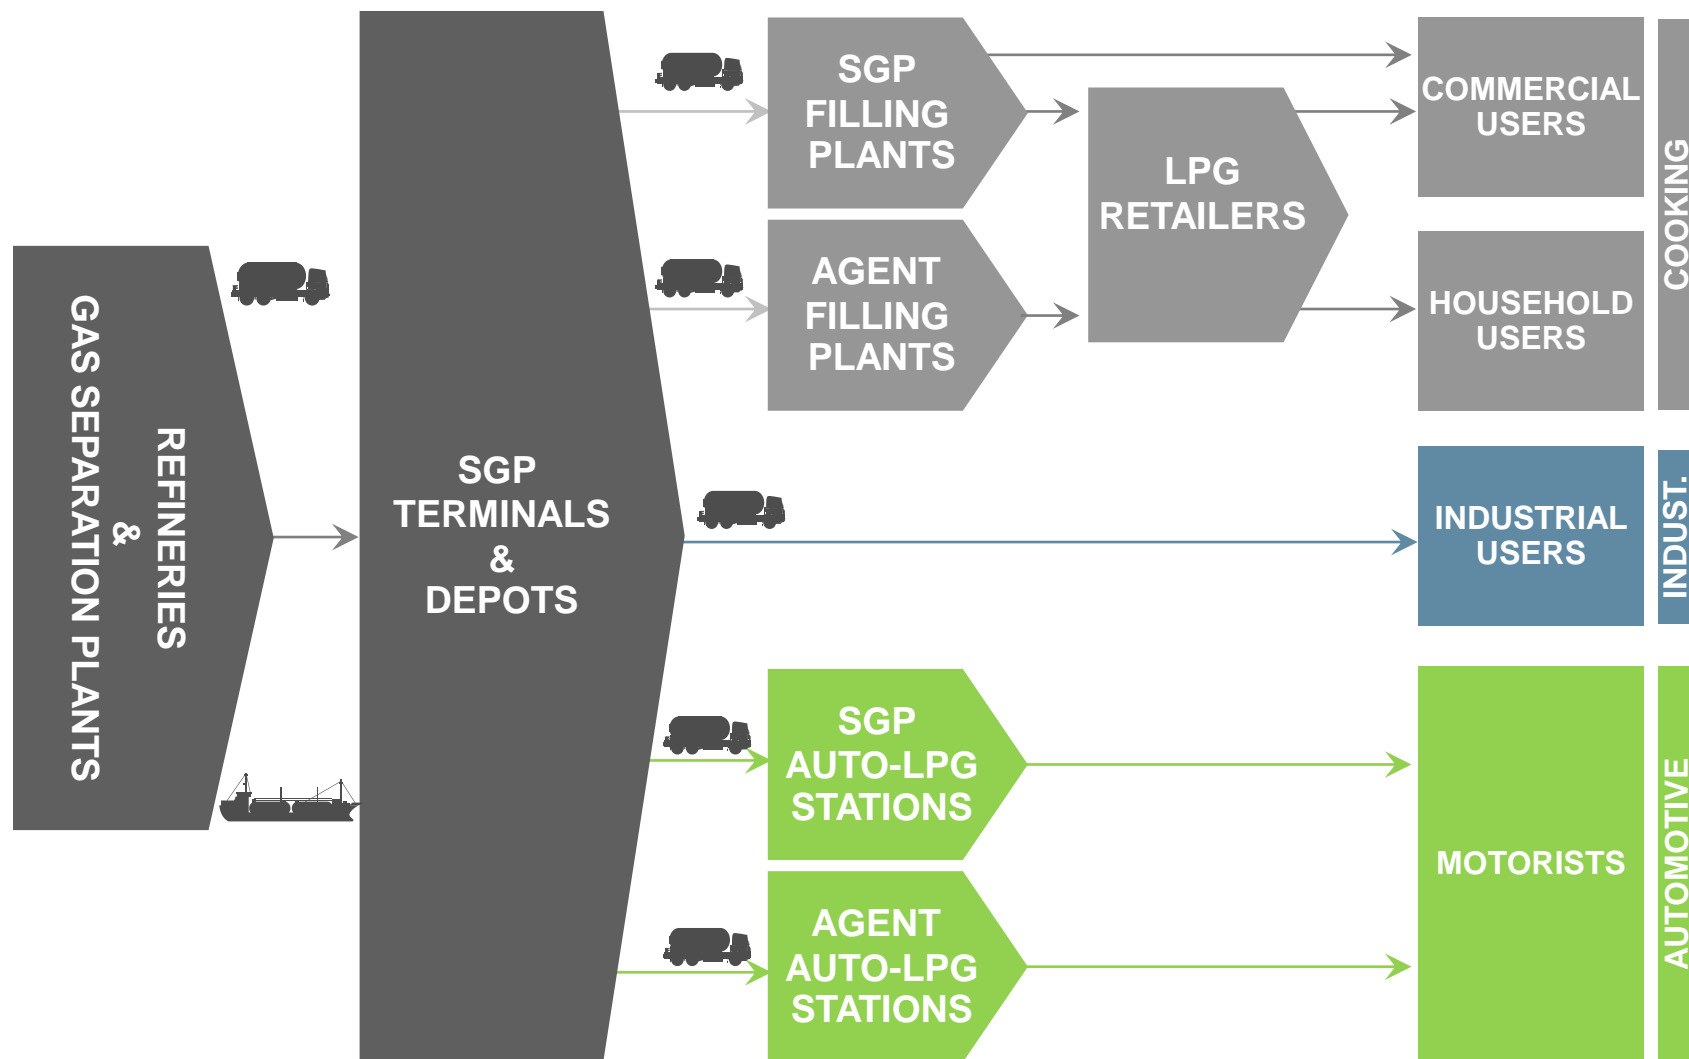 REFINERIES
&
GAS SEPARATION PLANTS
SGP
TERMINALS
&
DEPOTS
SGP
FILLING
PLANTS
AGENT
FILLING
PLANTS
LPG
RETAILERS
COMMERCIAL
USERS
HOUSEHOLD
USERS
COOKING
INDUSTRIAL
USERS
INDUST.
SGP
AUTO-LPG
STATIONS
AGENT
AUTO-LPG
STATIONS
MOTORISTS
AUTOMOTIVE